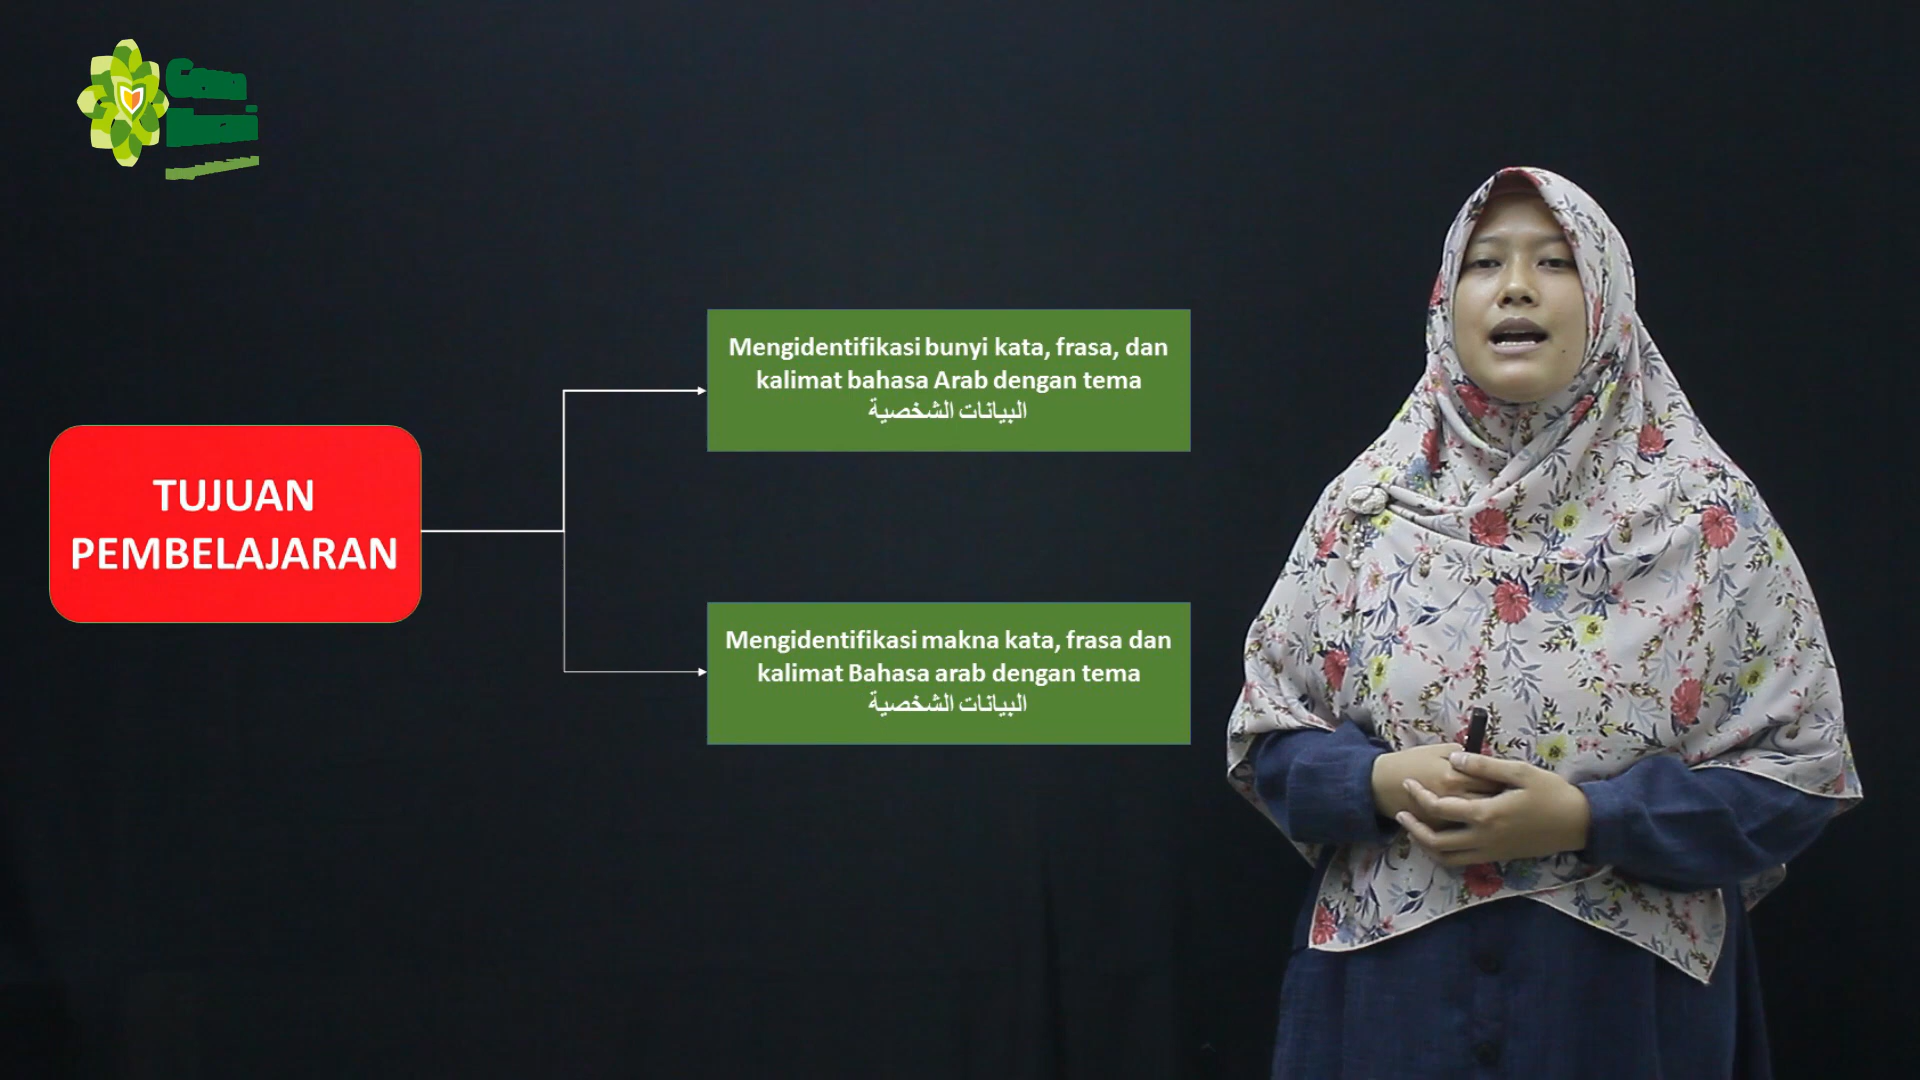 TUJUAN
PEMBELAJARAN
Mengidentifikasi bunyi kata, frasa, dan
kalimat bahasa Arab dengan tema
البيانات الشخصية
Mengidentifikasi makna kata, frasa dan
kalimat Bahasa arab dengan tema
البيانات الشخصية